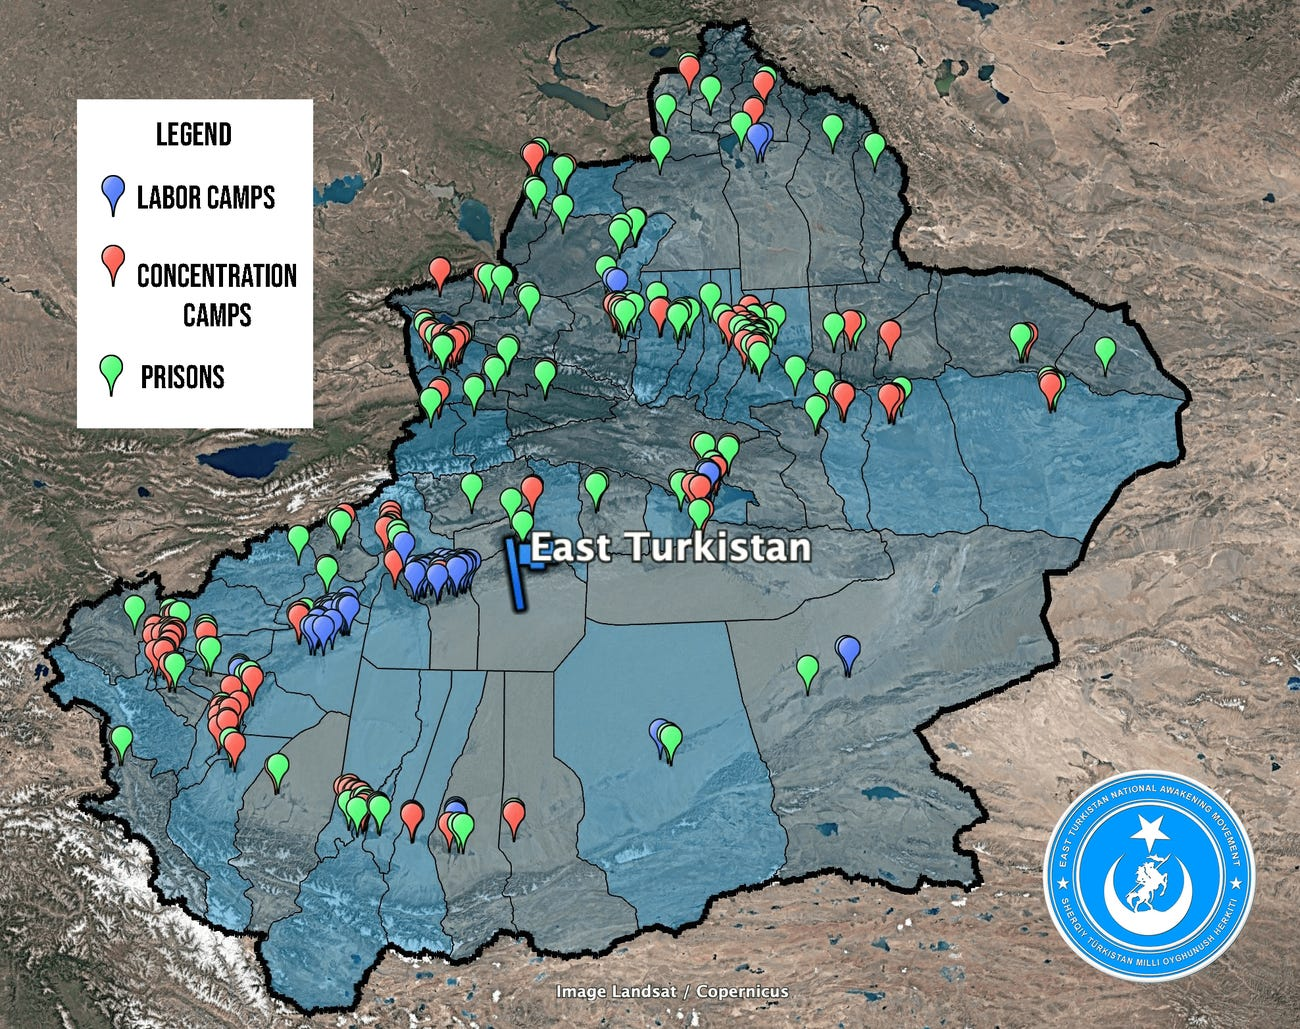 LEGEND
LABOR CAMPS
CONCENTRATION
CAMPS
PRISONS
East Turkistan
EAST TURKISTAN NATIONAL AWAKENING MOVEMENT
SHERQIY TURKISTAN MILLI OYGHUNUSH HERKITI
Image Landsat / Copernicus